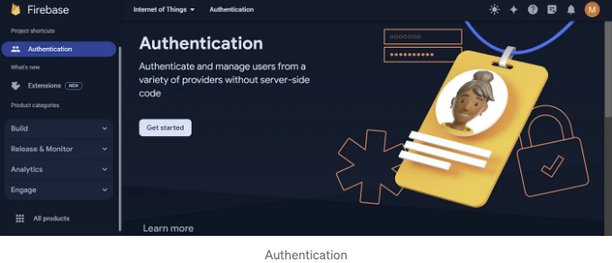 Firebase
Internet of Things
Authentication
M
Project shortcuts
Authentication
What's new
Extensions NEW
Product categories
Build
Release & Monitor
Analytics
Engage
All products
Authentication
Authenticate and manage users from a
variety of providers without server-side
code
Get started
Learn more
Authentication